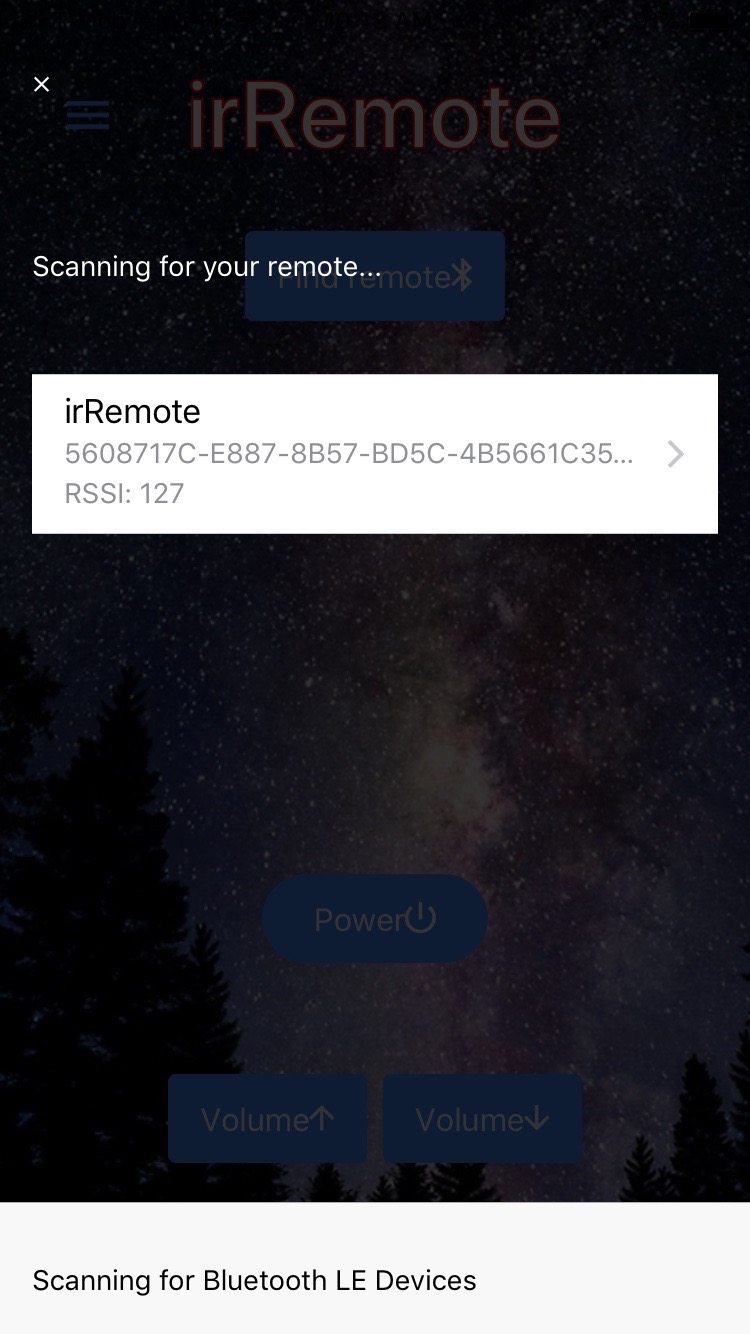 ×
irRemote
Find remote
Scanning for your remote...
irRemote
5608717C-E887-8B57-BD5C-4B5661C35...
RSSI: 127
Power
Volume Volume
Scanning for Bluetooth LE Devices